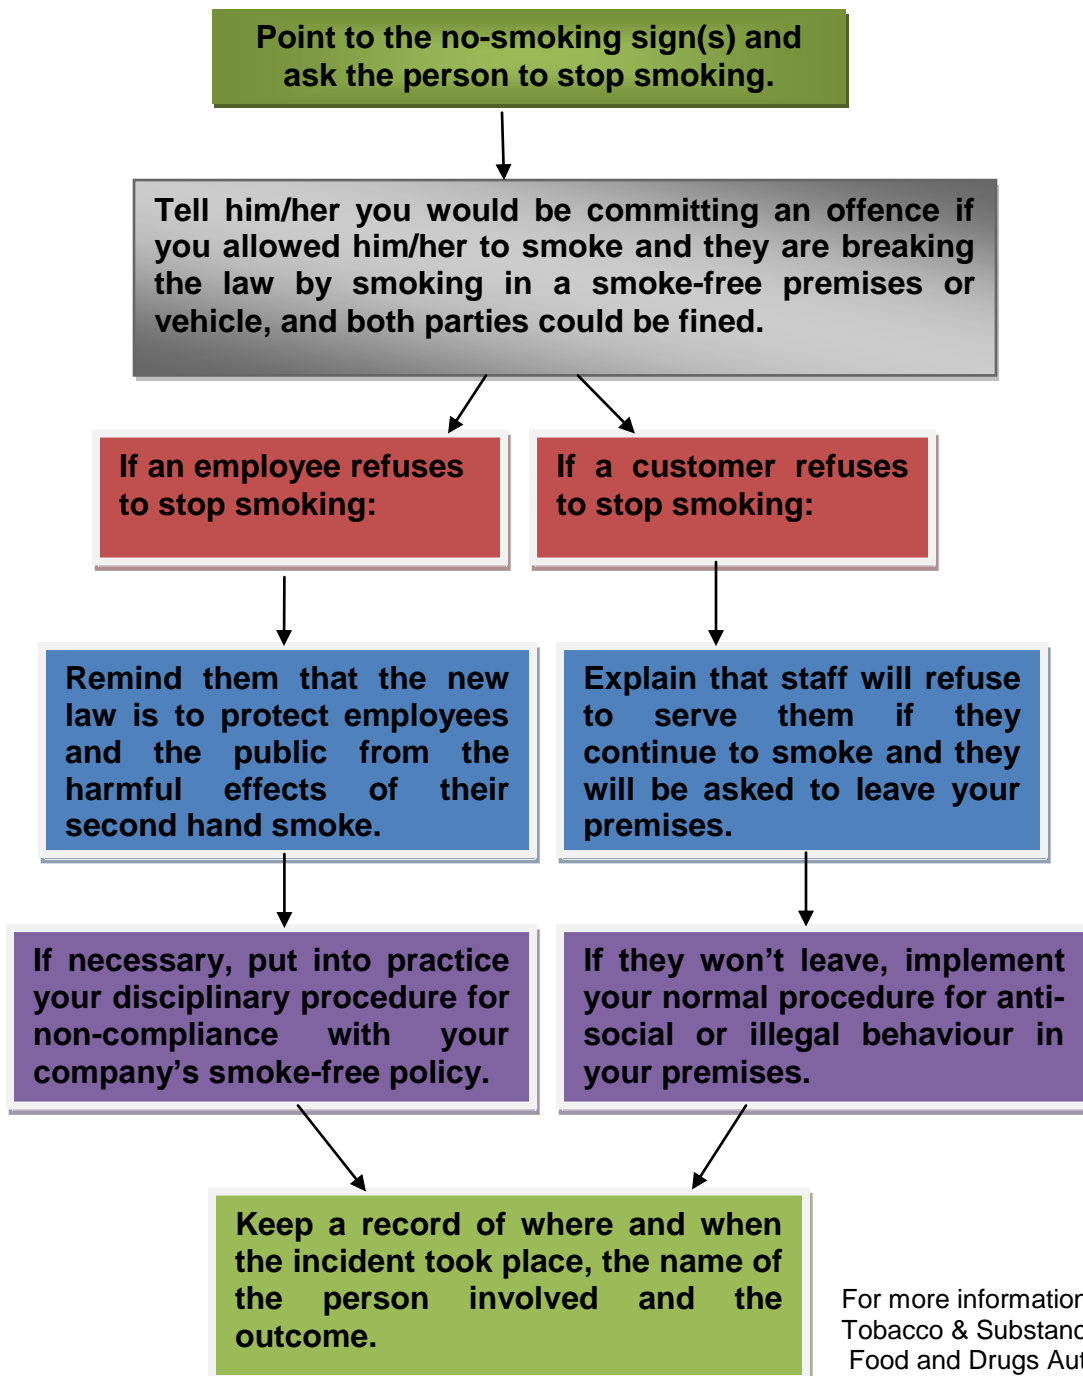 Point to the no-smoking sign(s) and
ask the person to stop smoking.
Tell him/her you would be committing an offence if
you allowed him/her to smoke and they are breaking
the law by smoking in a smoke-free premises or
vehicle, and both parties could be fined.
If an employee refuses
to stop smoking:
If a customer refuses
to stop smoking:
Remind them that the new
law is to protect employees
and the public from the
harmful effects of their
second hand smoke.
Explain that staff will refuse
to serve them if they
continue to smoke and they
will be asked to leave your
premises.
If necessary, put into practice
your disciplinary procedure for
non-compliance with your
company’s smoke-free policy.
If they won’t leave, implement
your normal procedure for anti-
social or illegal behaviour in
your premises.
Keep a record of where and when
the incident took place, the name of
the person involved and the
outcome.
For more information
Tobacco & Substanc
Food and Drugs Aut